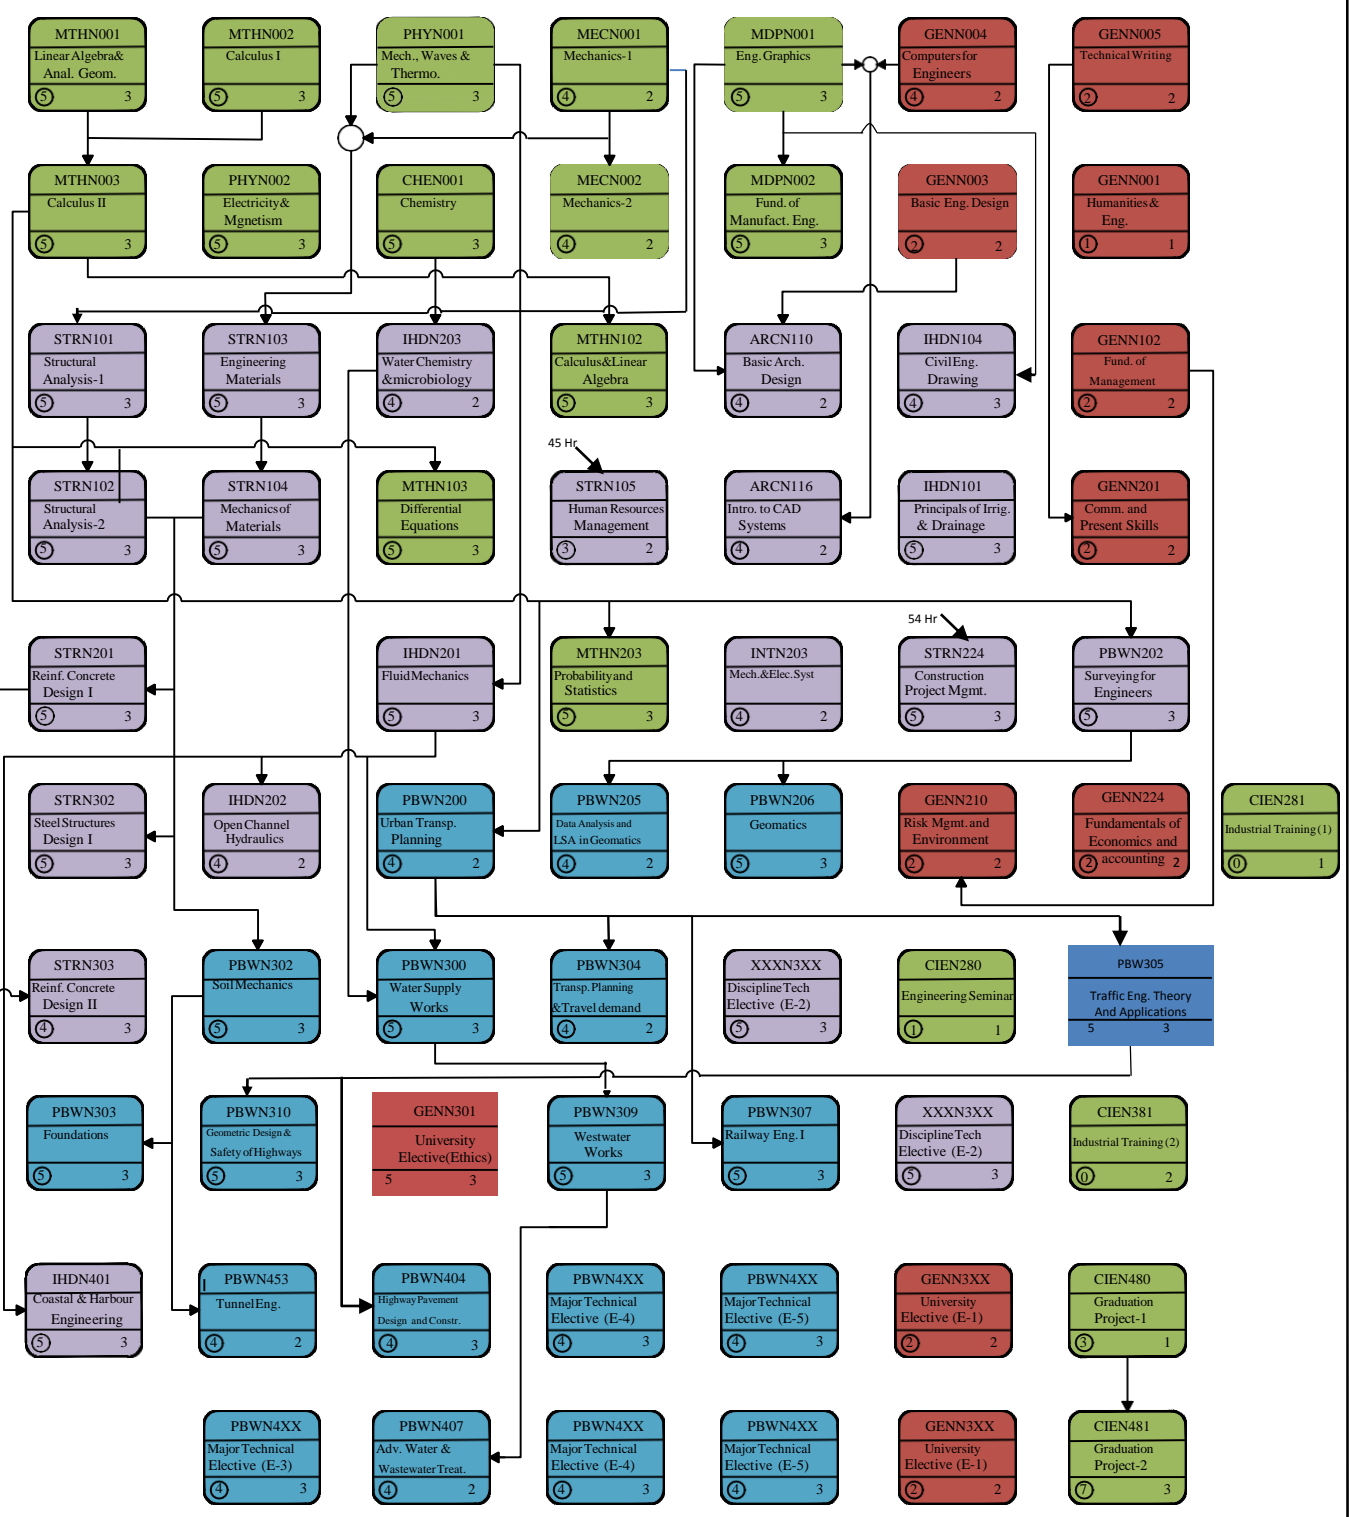 MTHN001
Linear Algebra&
Anal. Geom.
5 3
MTHN002
Calculus I
5 3
PHYN001
Mech., Waves &
Thermo.
5 3
MECN001
Mechanics-1
4 2
MDPN001
Eng. Graphics
5 3
GENN004
Computers for
Engineers
4 2
GENN005
Technical Writing
2 2
MTHN003
Calculus II
5 3
PHYN002
Electricity &
Mgnetism
5 3
CHEN001
Chemistry
5 3
MECN002
Mechanics-2
4 2
MDPN002
Fund. of
Manufact. Eng.
5 3
GENN003
Basic Eng. Design
2 2
GENN001
Humanities &
Eng.
1 1
STRN101
Structural
Analysis-1
5 3
STRN103
Engineering
Materials
5 3
IHDN203
Water Chemistry
&microbiology
4 2
MTHN102
Calculus&Linear
Algebra
5 3
ARCN110
Basic Arch.
Design
4 2
IHDN104
Civil Eng.
Drawing
4 3
GENN102
Fund. of
Management
2 2
45 Hr
STRN102
Structural
Analysis-2
5 3
STRN104
Mechanics of
Materials
5 3
MTHN103
Differential
Equations
5 3
STRN105
Human Resources
Management
3 2
ARCN116
Intro. to CAD
Systems
4 2
IHDN101
Principals of Irrig.
& Drainage
5 3
GENN201
Comm. and
Present Skills
2 2
54 Hr
STRN201
Reinf. Concrete
Design I
5 3
IHDN201
Fluid Mechanics
5 3
MTHN203
Probability and
Statistics
5 3
INTN203
Mech.&Elec.Syst
4 2
STRN224
Construction
Project Mgmt.
5 3
PBWN202
Surveying for
Engineers
5 3
STRN302
Steel Structures
Design I
5 3
IHDN202
Open Channel
Hydraulics
4 2
PBWN200
Urban Transp.
Planning
4 2
PBWN205
Data Analysis and
LSA in Geomatics
4 2
PBWN206
Geomatics
5 3
GENN210
Risk Mgmt. and
Environment
2 2
GENN224
Fundamentals of
Economics and
2 accounting 2
CIEN281
Industrial Training (1)
0 1
STRN303
Reinf. Concrete
Design II
4 3
PBWN302
Soil Mechanics
5 3
PBWN300
Water Supply
Works
5 3
PBWN304
Transp. Planning
&Travel demand
4 2
XXXN3XX
Discipline Tech
Elective (E-2)
5 3
CIEN280
Engineering Seminar
1 1
PBW305
Traffic Eng. Theory
And Applications
5 3
PBWN303
Foundations
5 3
PBWN310
Geometric Design &
Safety of Highways
5 3
GENN301
University
Elective(Ethics)
5 3
PBWN309
Westwater
Works
5 3
PBWN307
Railway Eng. I
5 3
XXXN3XX
Discipline Tech
Elective (E-2)
5 3
CIEN381
Industrial Training (2)
0 2
IHDN401
Coastal & Harbour
Engineering
5 3
PBWN453
Tunnel Eng.
4 2
PBWN404
Highway Pavement
Design and Constr.
4 3
PBWN4XX
Major Technical
Elective (E-4)
4 3
PBWN4XX
Major Technical
Elective (E-5)
4 3
GENN3XX
University
Elective (E-1)
2 2
CIEN480
Graduation
Project-1
3 1
PBWN4XX
Major Technical
Elective (E-3)
4 3
PBWN407
Adv. Water &
Wastewater Treat.
4 2
PBWN4XX
Major Technical
Elective (E-4)
4 3
PBWN4XX
Major Technical
Elective (E-5)
4 3
GENN3XX
University
Elective (E-1)
2 2
CIEN481
Graduation
Project-2
7 3